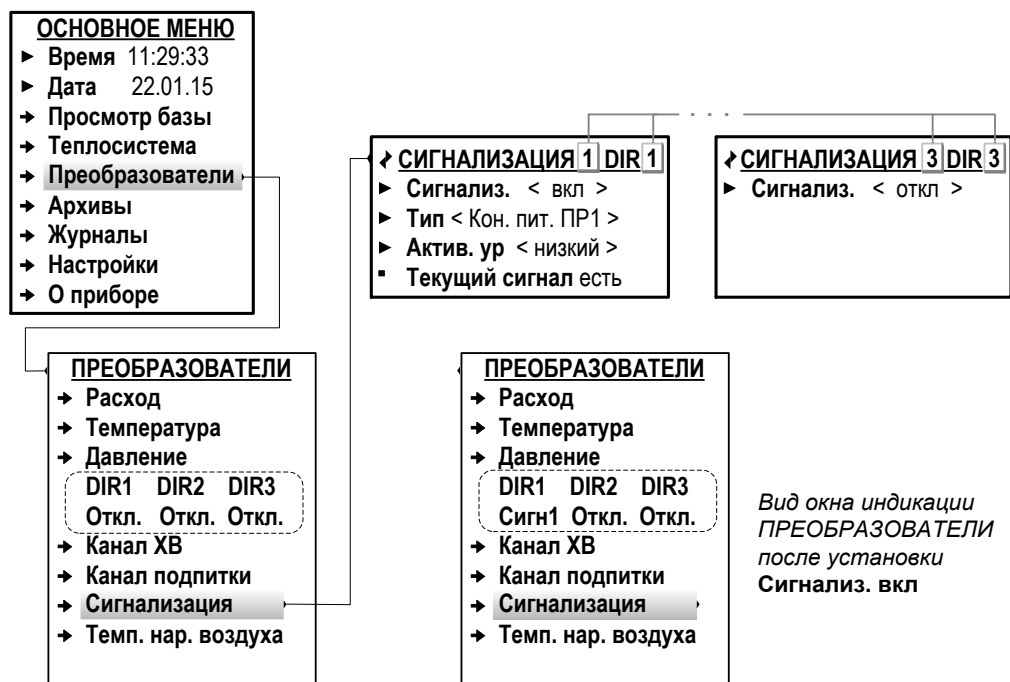 ОСНОВНОЕ МЕНЮ
Время 11:29:33
Дата 22.01.15
Просмотр базы
Теплосистема
Преобразователи
Архивы
Журналы
Настройки
О приборе
СИГНАЛИЗАЦИЯ 1 DIR 1
Сигнализ. < вкл >
Тип < Кон. пит. ПР1 >
Актив. ур < низкий >
Текущий сигнал есть
. . .
СИГНАЛИЗАЦИЯ 3 DIR 3
Сигнализ. < откл >
ПРЕОБРАЗОВАТЕЛИ
Расход
Температура
Давление
DIR1 DIR2 DIR3
Откл. Откл. Откл.
Канал ХВ
Канал подпитки
Сигнализация
Темп. нар. воздуха
ПРЕОБРАЗОВАТЕЛИ
Расход
Температура
Давление
DIR1 DIR2 DIR3
Сигн1 Откл. Откл.
Канал ХВ
Канал подпитки
Сигнализация
Темп. нар. воздуха
Вид окна индикации
ПРЕОБРАЗОВАТЕЛИ
после установки
Сигнализ. вкл